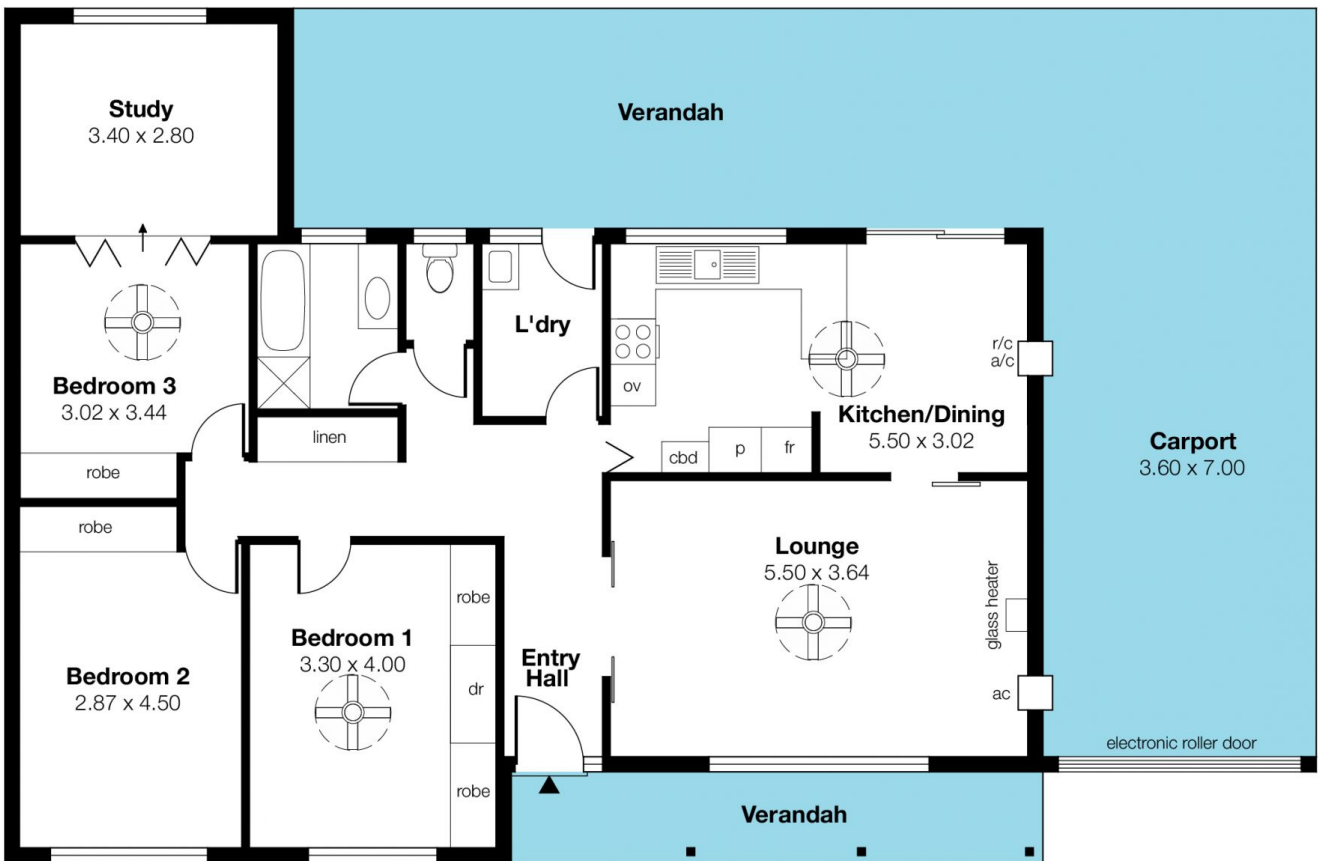 Study
3.40 x 2.80
Verandah
L'dry
r/c
a/c
ov
Bedroom 3
3.02 x 3.44
Kitchen/Dining
5.50 x 3.02
linen
cbd
p
fr
Carport
3.60 x 7.00
robe
robe
Lounge
5.50 x 3.64
glass heater
robe
Bedroom 1
3.30 x 4.00
Entry
Hall
Bedroom 2
2.87 x 4.50
dr
ac
electronic roller door
robe
Verandah